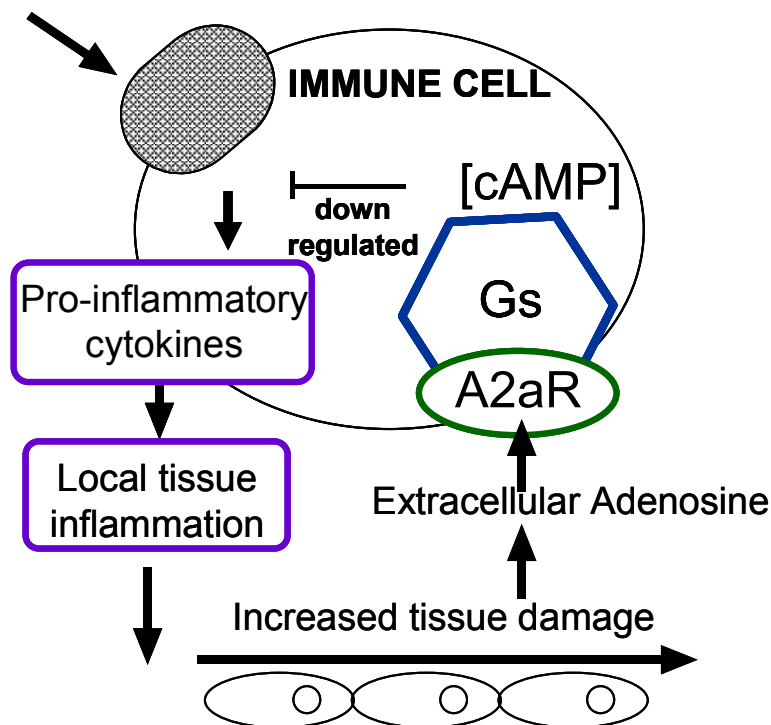 IMMUNE CELL
[cAMP]
down
regulated
Gs
A2aR
Pro-inflammatory
cytokines
Local tissue
inflammation
Extracellular Adenosine
Increased tissue damage